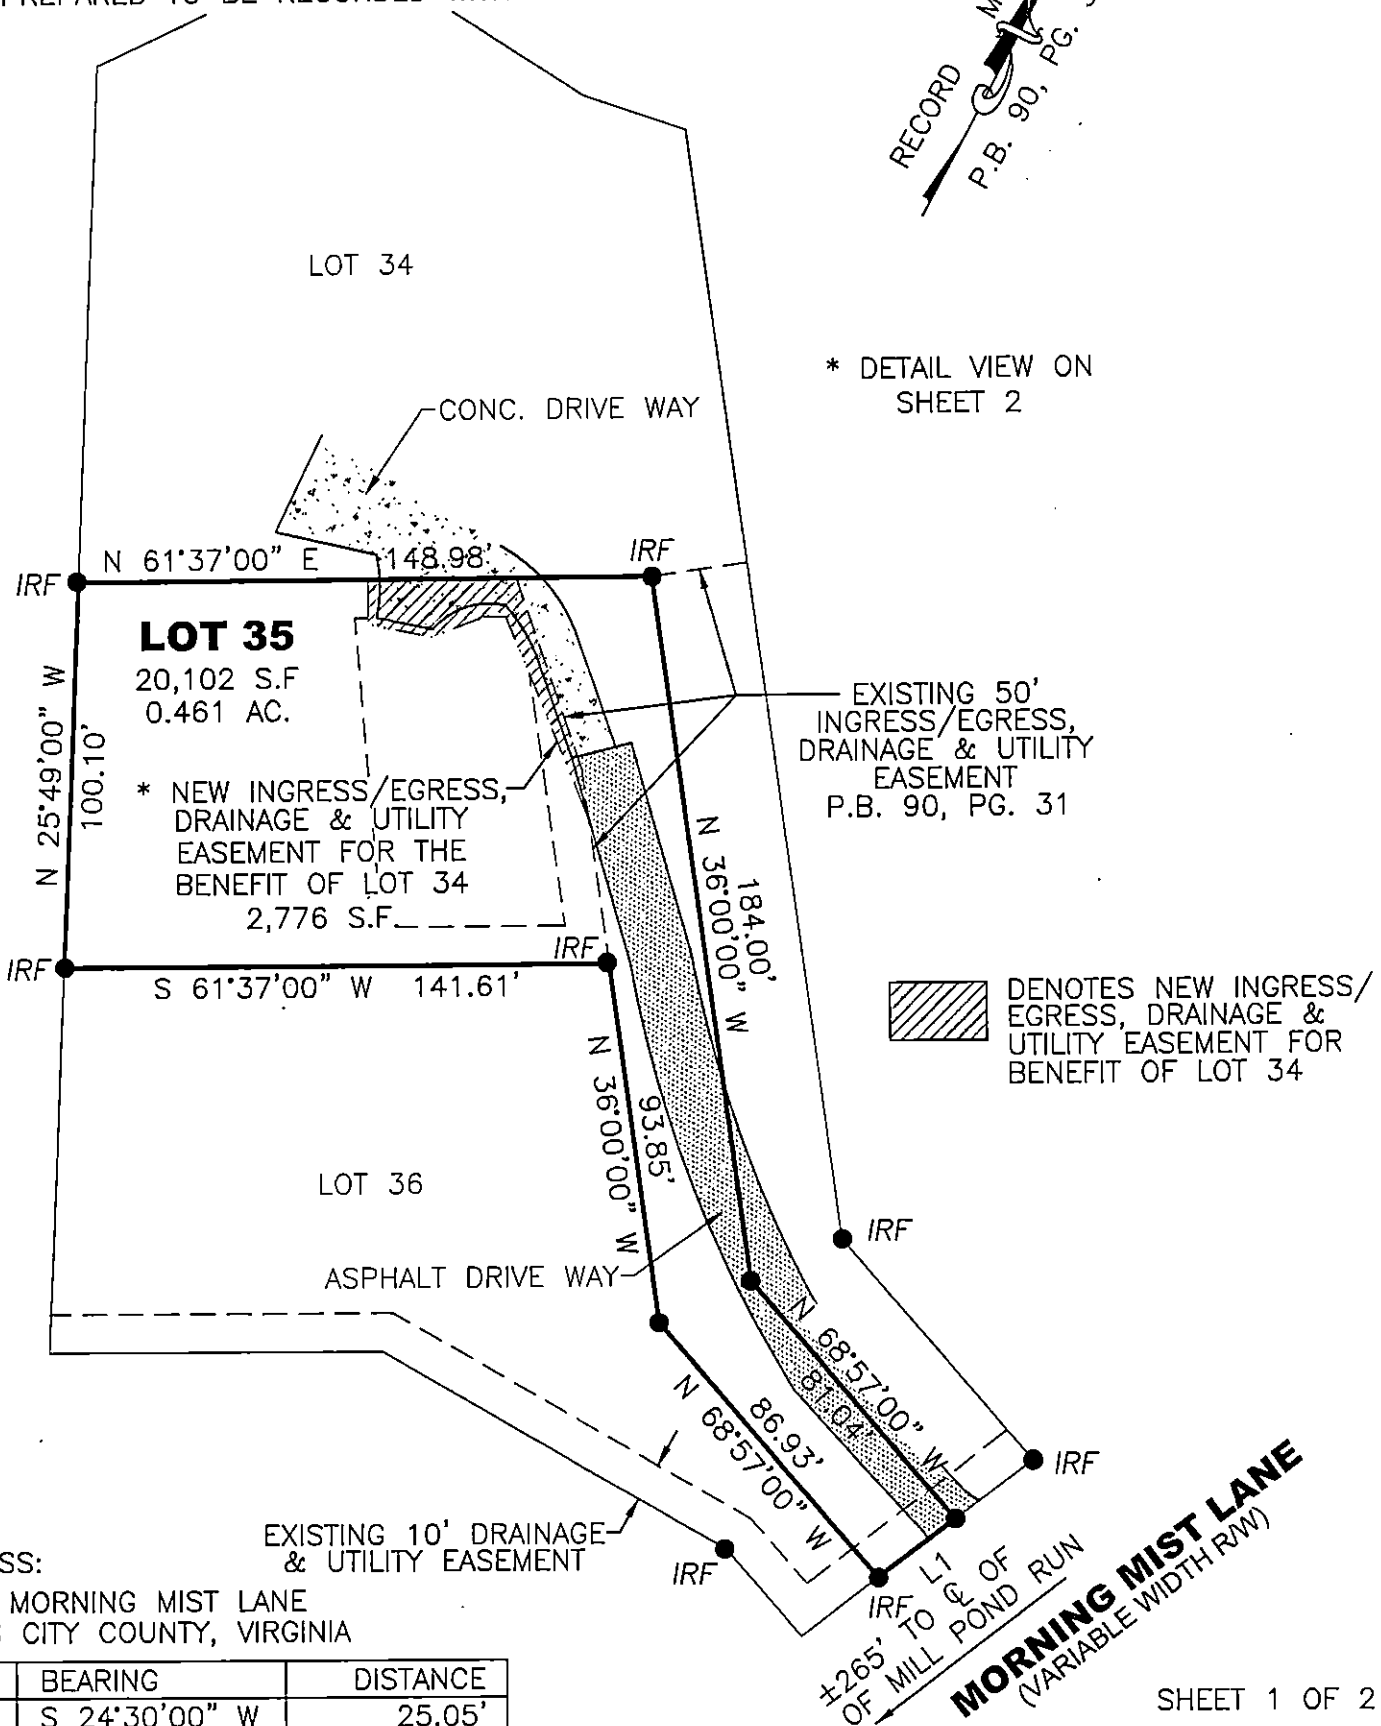 RECORD
P.B. 90, PG.
LOT 34
* DETAIL VIEW ON
SHEET 2
CONC. DRIVE WAY
N 61°37'00" E 148.98'
IRF
IRF
LOT 35
20,102 S.F
0.461 AC.
N 25°49'00" W
100.10'
EXISTING 50'
INGRESS/EGRESS,
DRAINAGE & UTILITY
EASEMENT
P.B. 90, PG. 31
* NEW INGRESS/EGRESS,
DRAINAGE & UTILITY
EASEMENT FOR THE
BENEFIT OF LOT 34
2,776 S.F.
N 36°00'00" W
184.00'
IRF
IRF
S 61°37'00" W 141.61'
DENOTES NEW INGRESS/
EGRESS, DRAINAGE &
UTILITY EASEMENT FOR
BENEFIT OF LOT 34
N 36°00'00" W
93.85'
LOT 36
IRF
ASPHALT DRIVE WAY
N 68°57'00" W
81.04'
N 68°57'00" W
86.93'
IRF
EXISTING 10' DRAINAGE
& UTILITY EASEMENT
IRF
IRF
L1
±265' TO ℄ OF
OF MILL POND RUN
MORNING MIST LANE
(VARIABLE WIDTH R/W)
SS:
MORNING MIST LANE
CITY COUNTY, VIRGINIA
BEARING DISTANCE
S 24°30'00" W 25.05'
SHEET 1 OF 2